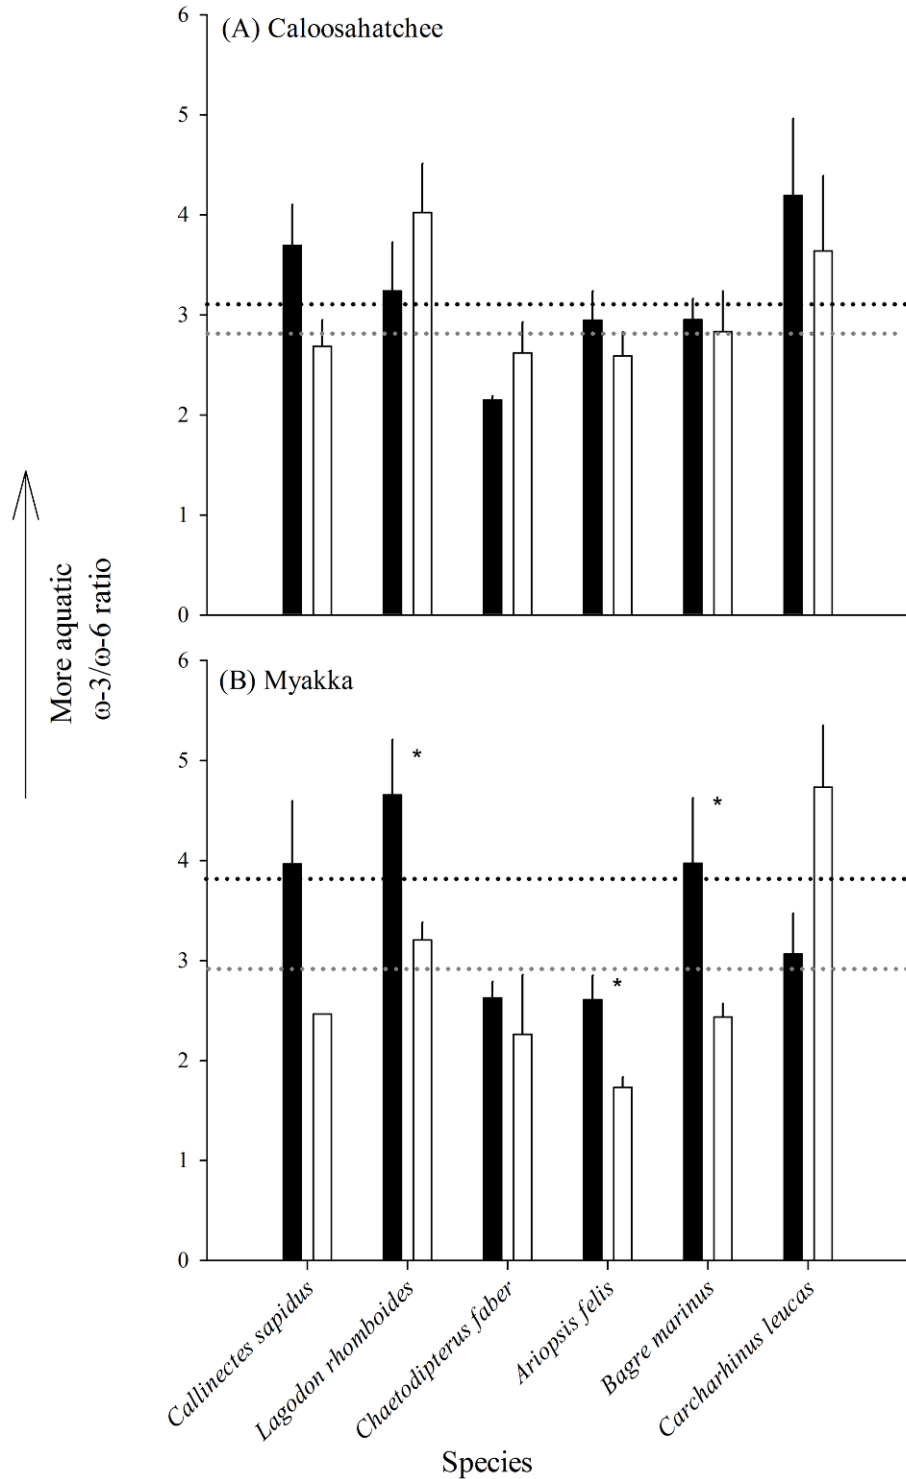 (A) Caloosahatchee
6
5
4
3
2
1
0
More aquatic
ω-3/ω-6 ratio
(B) Myakka
6
5
4
3
2
1
0
*
*
*
Callinectes sapidus
Lagodon rhomboides
Chaetodipterus faber
Ariopsis felis
Bagre marinus
Carcharhinus leucas
Species